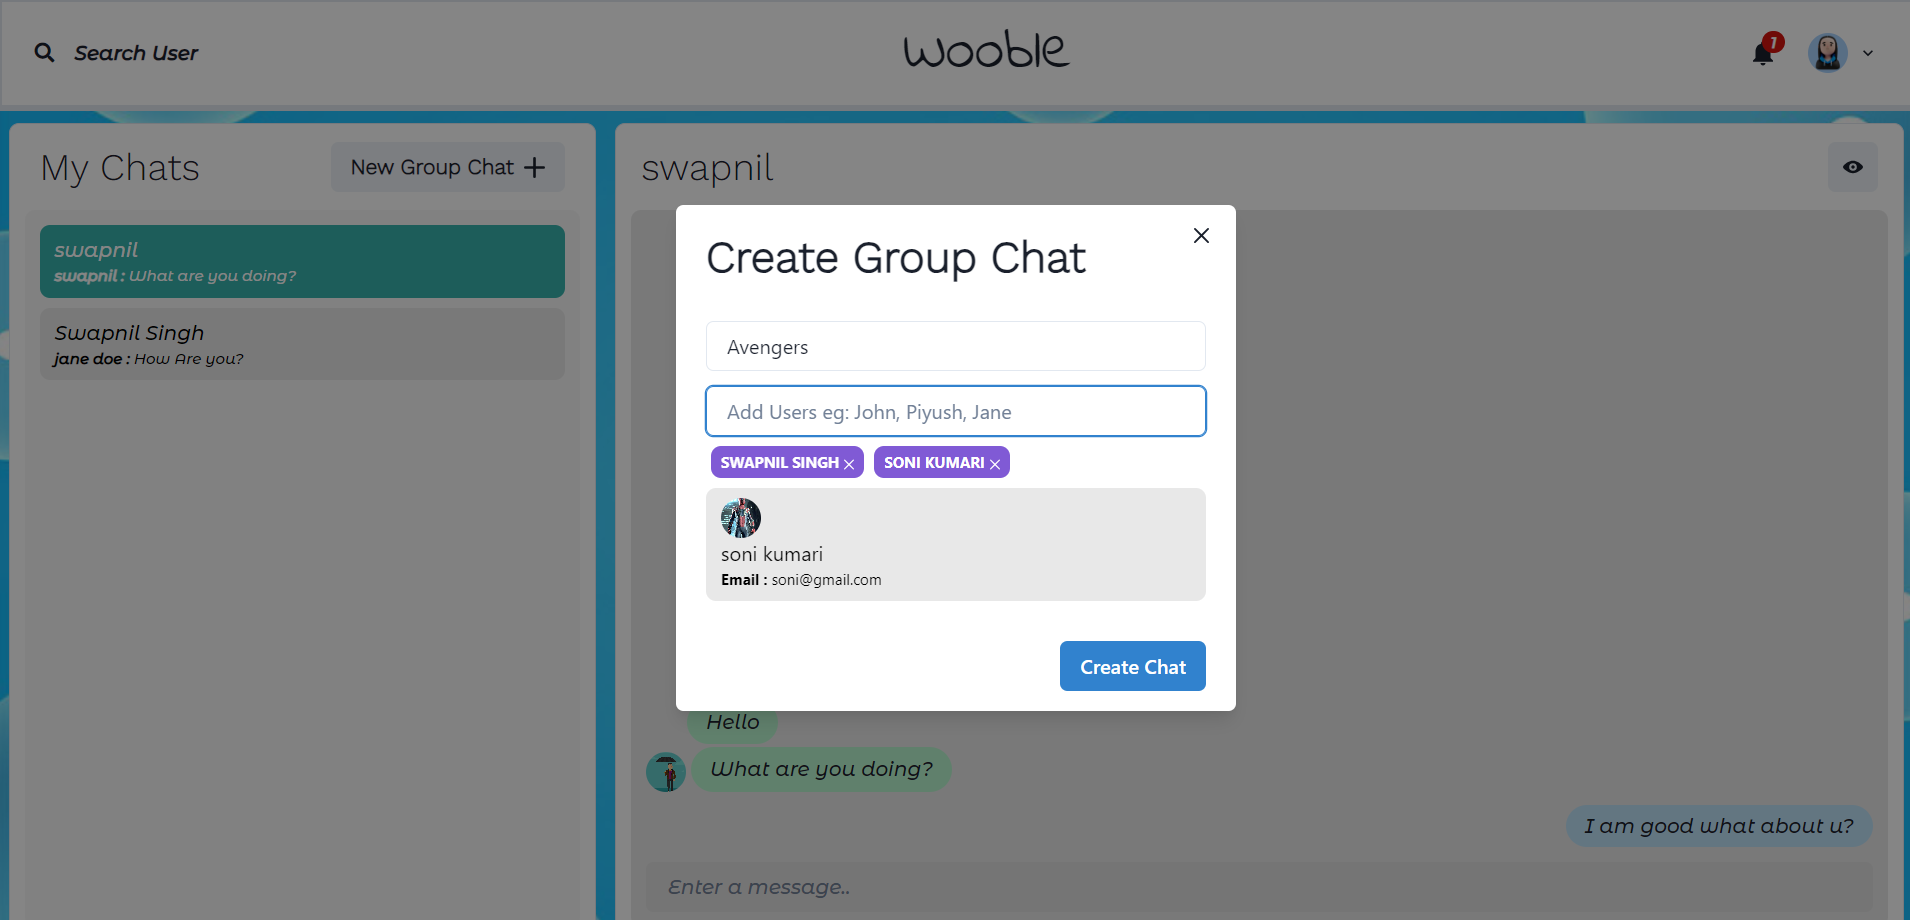 Search User
Wooble
1
My Chats
New Group Chat
swapnil
swapnil : What are you doing?
Swapnil Singh
jane doe : How Are you?
swapnil
Create Group Chat
Avengers
Add Users eg: John, Piyush, Jane
SWAPNIL SINGH
SONI KUMARI
soni kumari
Email : soni@gmail.com
Create Chat
Hello
What are you doing?
I am good what about u?
Enter a message..